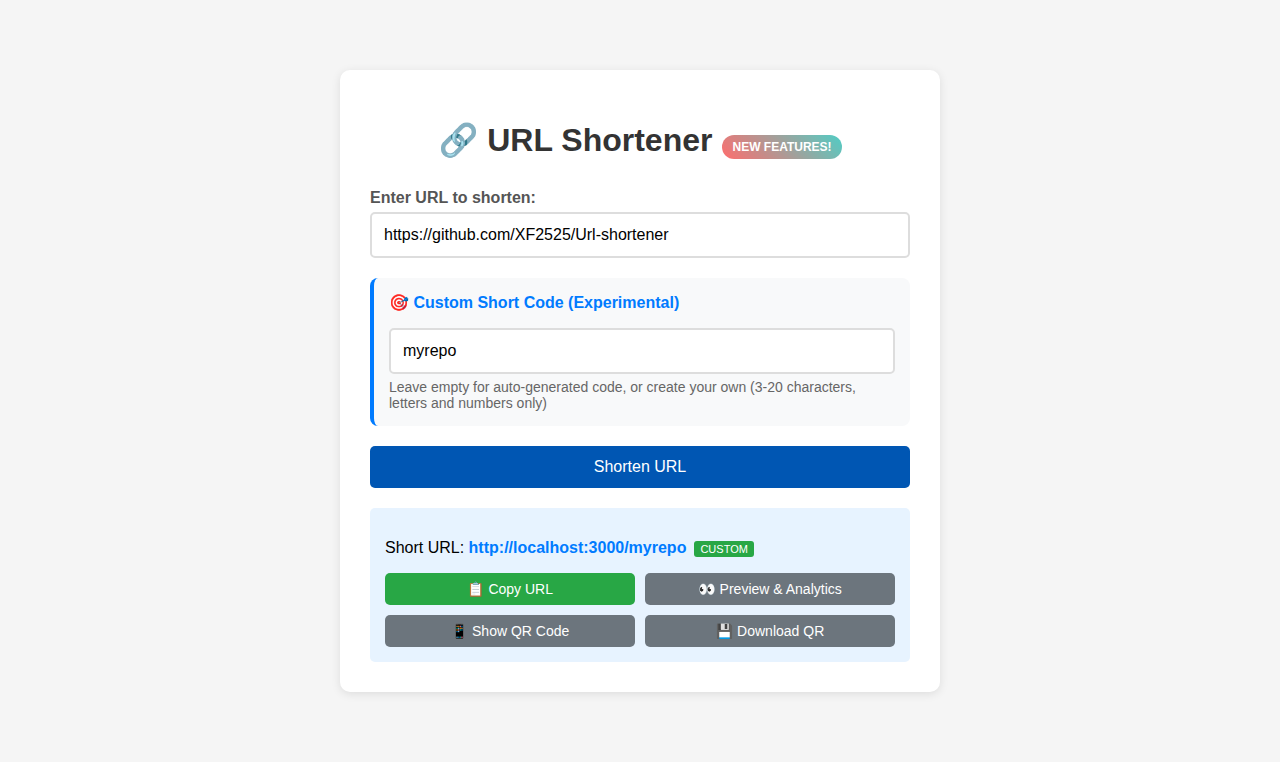 🔗 URL Shortener NEW FEATURES!
Enter URL to shorten:
https://github.com/XF2525/Url-shortener
🎯 Custom Short Code (Experimental)
myrepo
Leave empty for auto-generated code, or create your own (3-20 characters,
letters and numbers only)
Shorten URL
Short URL: http://localhost:3000/myrepo CUSTOM
📋 Copy URL
👀 Preview & Analytics
📱 Show QR Code
💾 Download QR